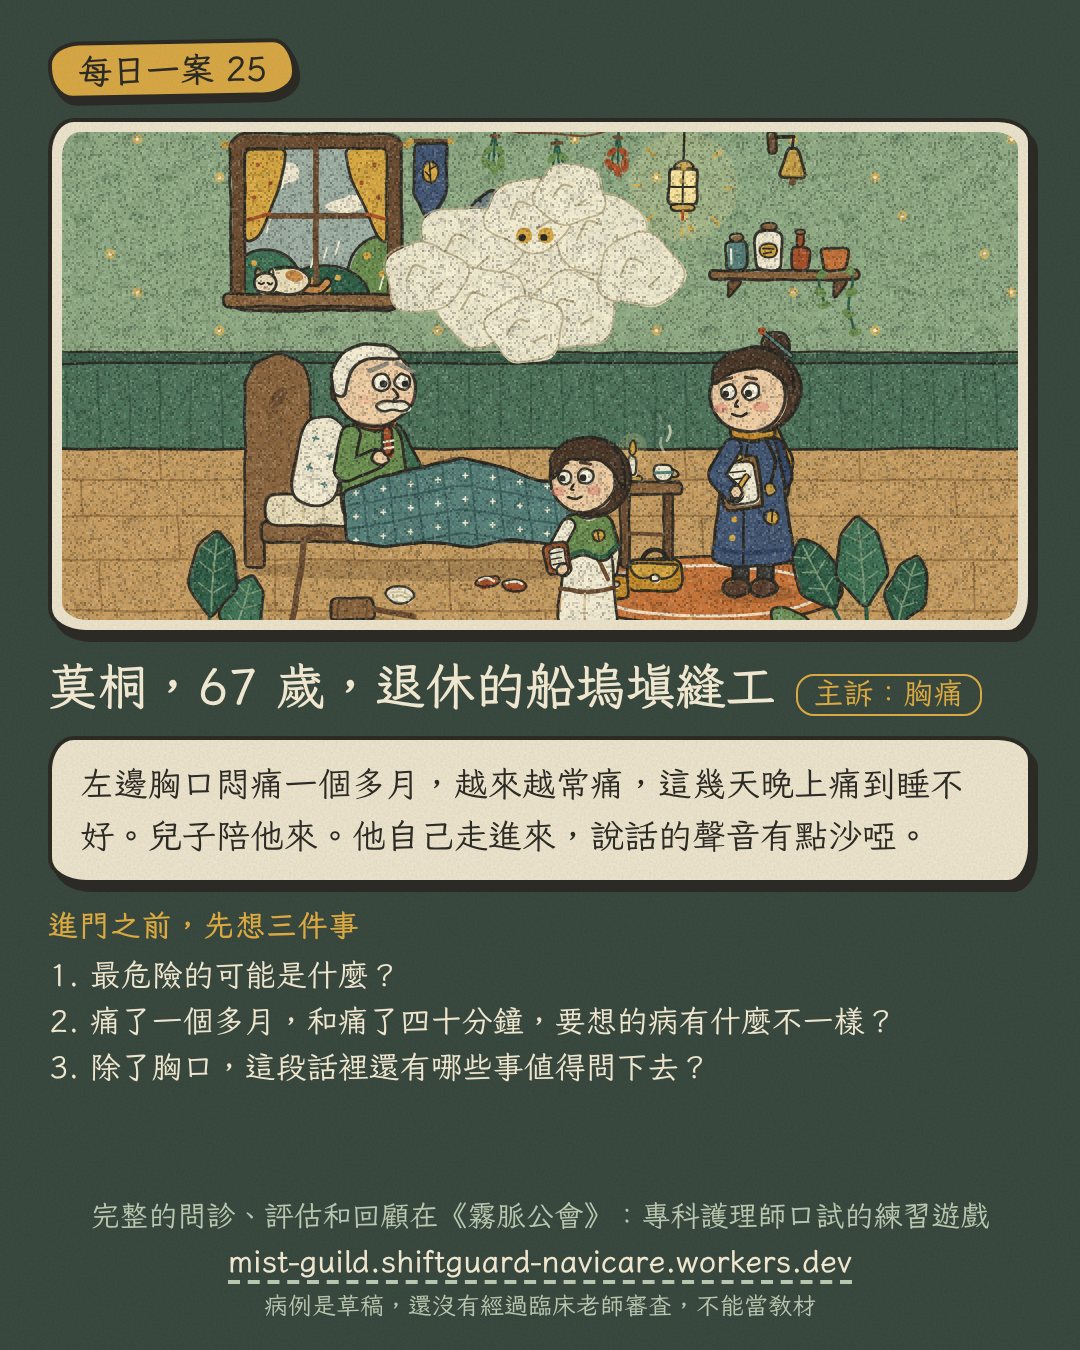 每日一案 25
莫桐，67 歲，退休的船塢填縫工
主訴：胸痛
左邊胸口悶痛一個多月，越來越常痛，這幾天晚上痛到睡不
好。兒子陪他來。他自己走進來，說話的聲音有點沙啞。
進門之前，先想三件事
1. 最危險的可能是什麼？
2. 痛了一個多月，和痛了四十分鐘，要想的病有什麼不一樣？
3. 除了胸口，這段話裡還有哪些事值得問下去？
完整的問診、評估和回顧在《霧脈公會》：專科護理師口試的練習遊戲
mist-guild.shiftguard-navicare.workers.dev
病例是草稿，還沒有經過臨床老師審查，不能當教材